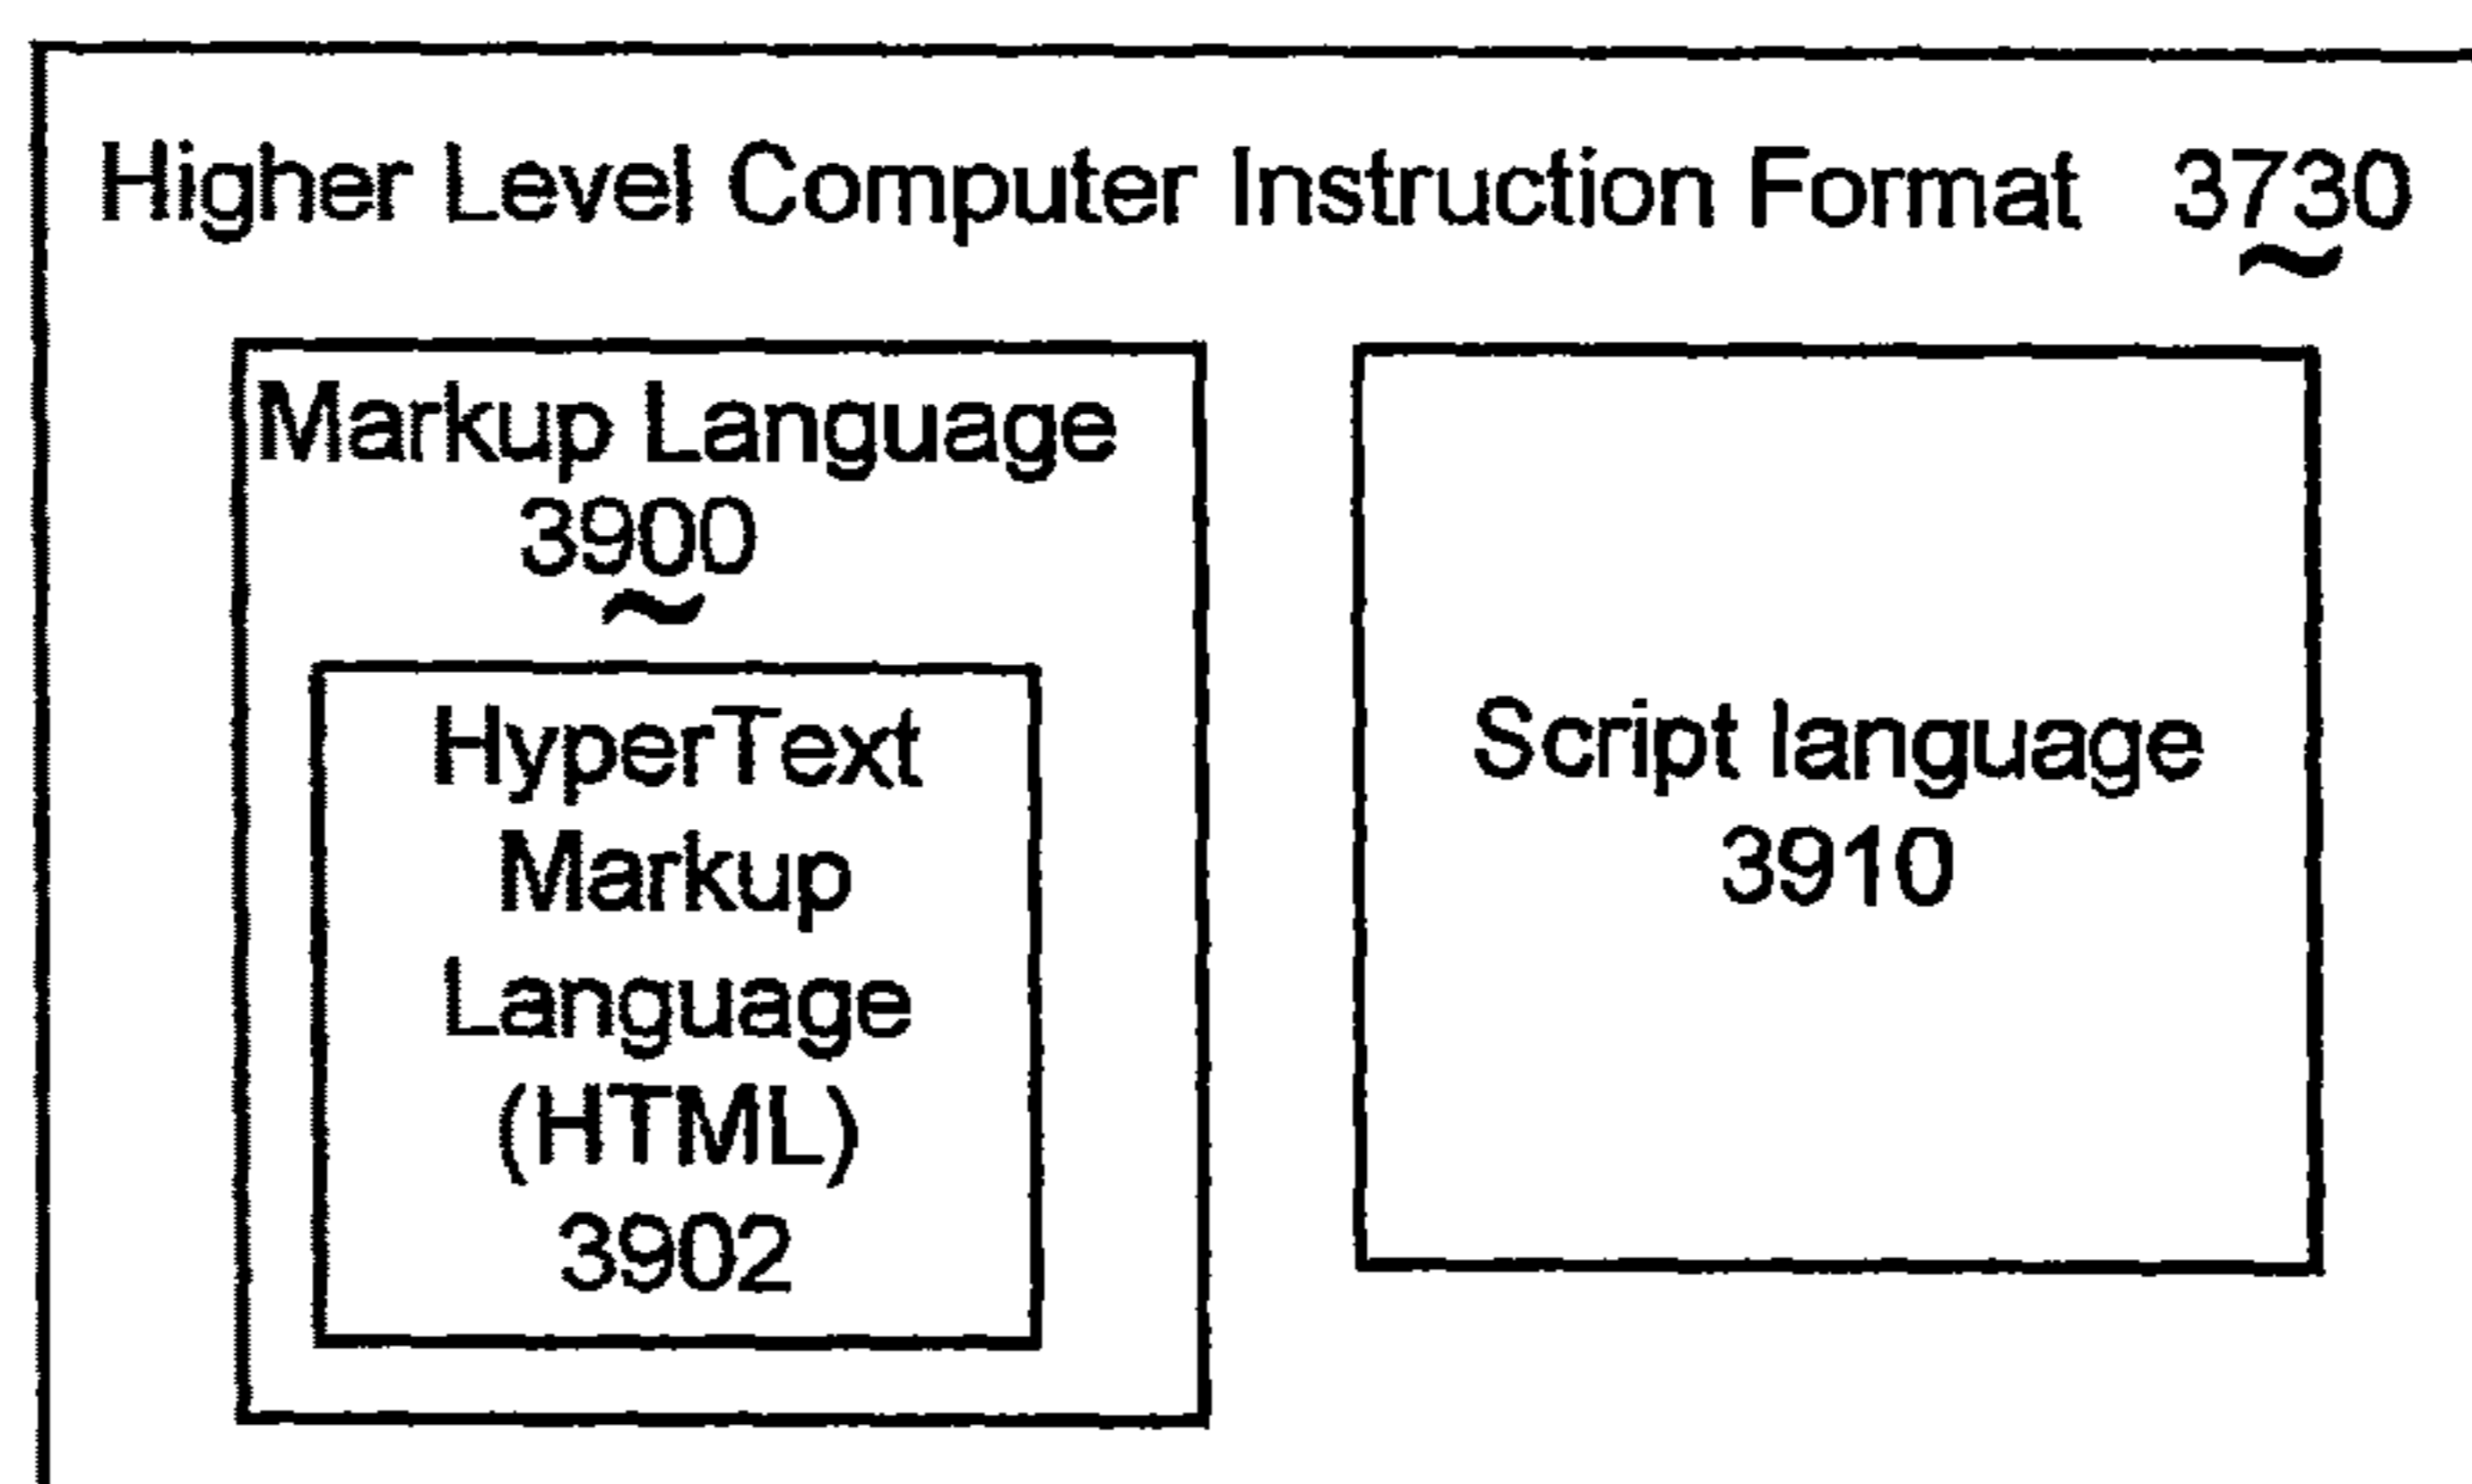 Higher Level Computer Instruction Format 3730
Markup Language
3900
HyperText
Markup
Language
(HTML)
3902
Script language
3910